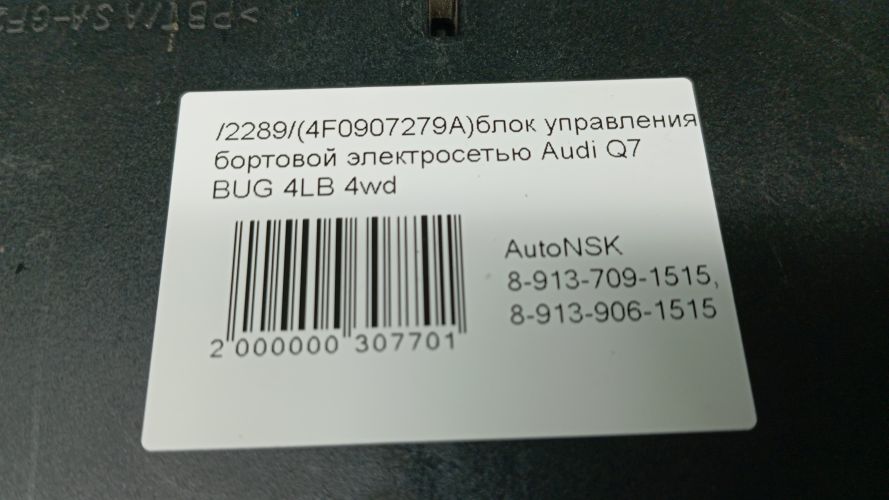 /2289/(4F0907279A)блок управления
бортовой электросетью Audi Q7
BUG 4LB 4wd
AutoNSK
8-913-709-1515,
8-913-906-1515
2 000000 307701